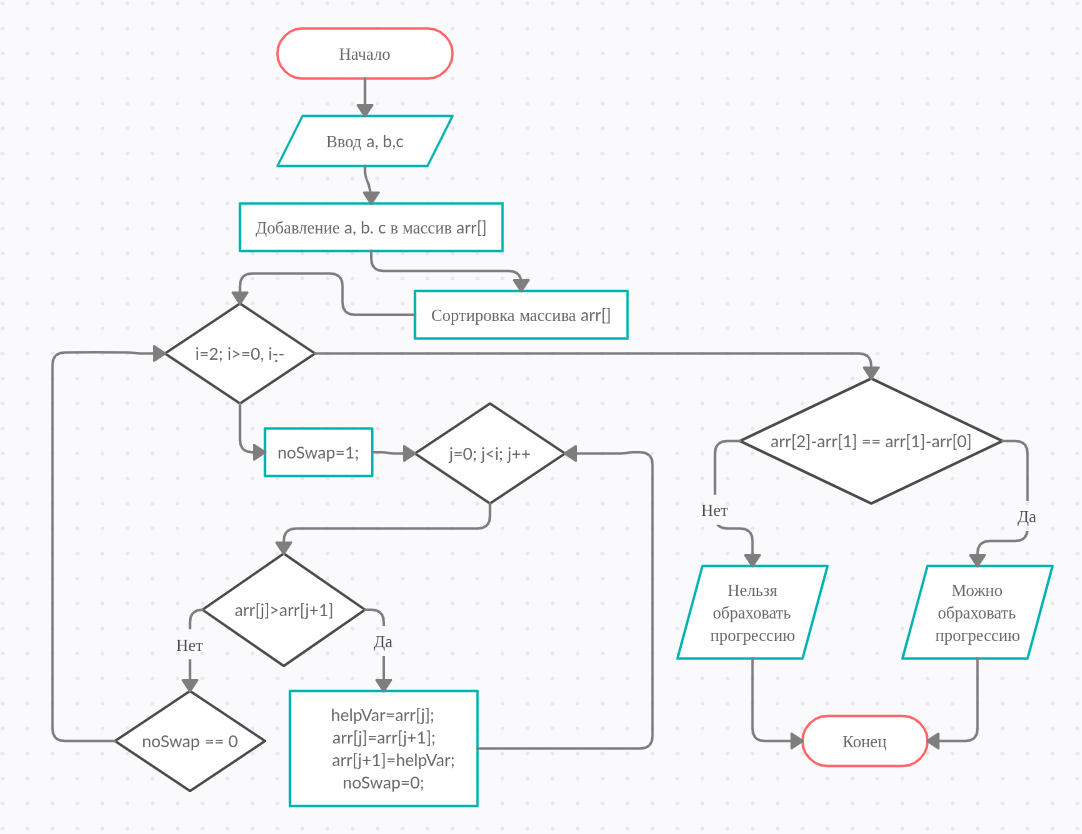 Начало
Ввод a, b,c
Добавление a, b. c в массив arr[]
Сортировка массива arr[]
i=2; i>=0, i--
noSwap=1;
j=0; j<i; j++
arr[2]-arr[1] == arr[1]-arr[0]
Нет
Да
arr[j]>arr[j+1]
Нет
Да
Нельзя
обраховать
прогрессию
Можно
обраховать
прогрессию
noSwap == 0
helpVar=arr[j];
arr[j]=arr[j+1];
arr[j+1]=helpVar;
noSwap=0;
Конец